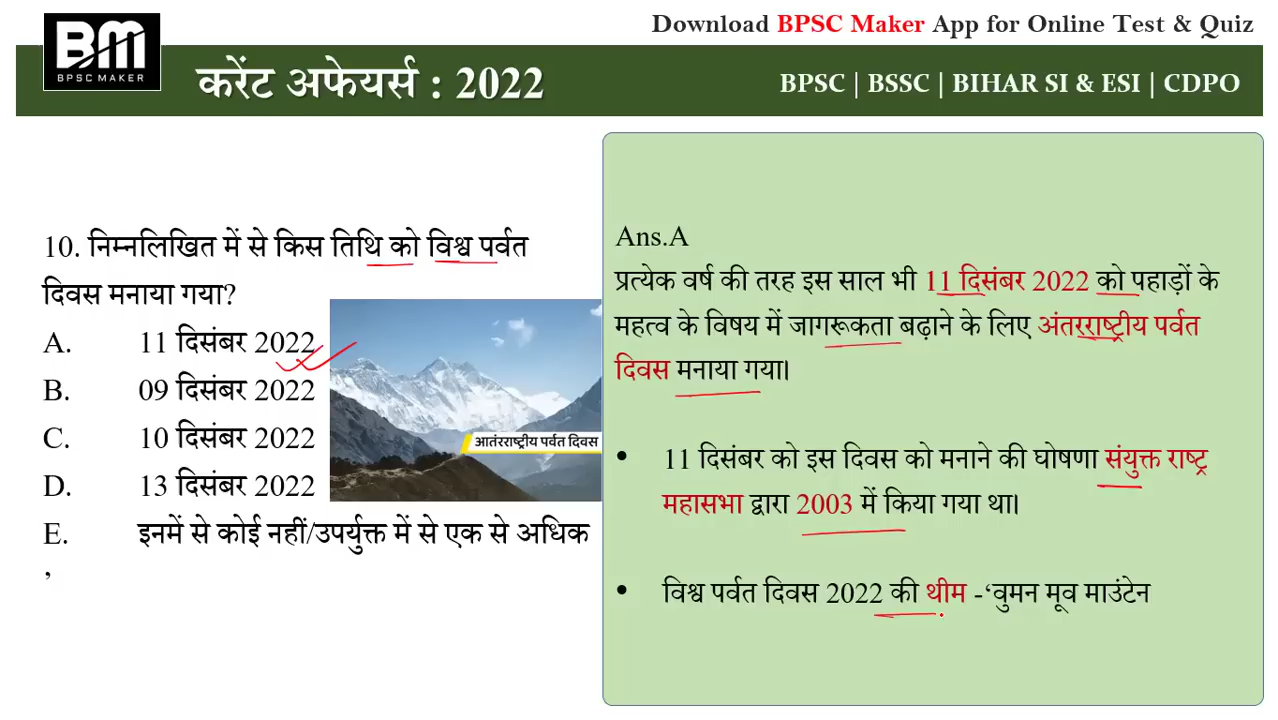 Download BPSC Maker App for Online Test & Quiz
BM
BPSC MAKER
करेंट अफेयर्स : 2022
BPSC | BSSC | BIHAR SI & ESI | CDPO
10. निम्नलिखित में से किस तिथि को विश्व पर्वत
दिवस मनाया गया?
A. 11 दिसंबर 2022
B. 09 दिसंबर 2022
C. 10 दिसंबर 2022
D. 13 दिसंबर 2022
E. इनमें से कोई नहीं/उपर्युक्त में से एक से अधिक
,
आतंरराष्ट्रीय पर्वत दिवस
Ans.A
प्रत्येक वर्ष की तरह इस साल भी 11 दिसंबर 2022 को पहाड़ों के
महत्व के विषय में जागरूकता बढ़ाने के लिए अंतरराष्ट्रीय पर्वत
दिवस मनाया गया।
• 11 दिसंबर को इस दिवस को मनाने की घोषणा संयुक्त राष्ट्र
महासभा द्वारा 2003 में किया गया था।
• विश्व पर्वत दिवस 2022 की थीम -‘वुमन मूव माउंटेन